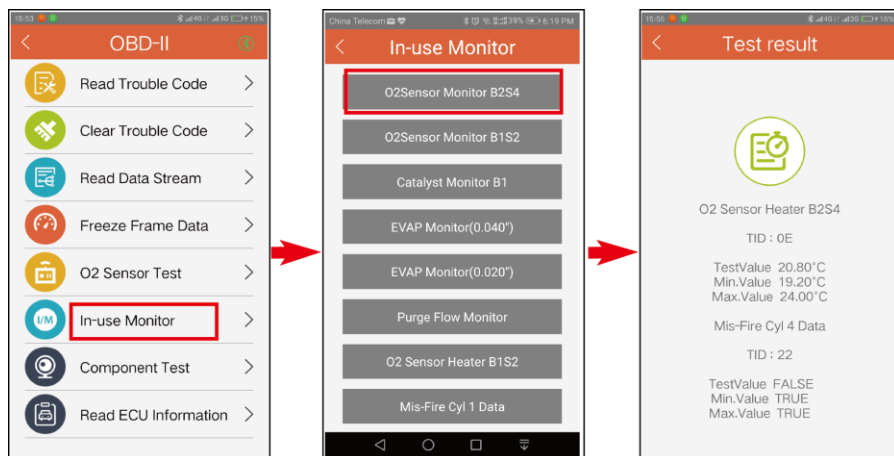 15:53
4G
3G
15%
OBD-II
Read Trouble Code
Clear Trouble Code
Read Data Stream
Freeze Frame Data
O2 Sensor Test
I/M
In-use Monitor
Component Test
Read ECU Information
China Telecom
39%
6:19 PM
In-use Monitor
O2Sensor Monitor B2S4
O2Sensor Monitor B1S2
Catalyst Monitor B1
EVAP Monitor(0.040")
EVAP Monitor(0.020")
Purge Flow Monitor
O2 Sensor Heater B1S2
Mis-Fire Cyl 1 Data
15:56
4G
3G
16%
Test result
O2 Sensor Heater B2S4
TID : 0E
TestValue 20.80°C
Min.Value 19.20°C
Max.Value 24.00°C
Mis-Fire Cyl 4 Data
TID : 22
TestValue FALSE
Min.Value TRUE
Max.Value TRUE